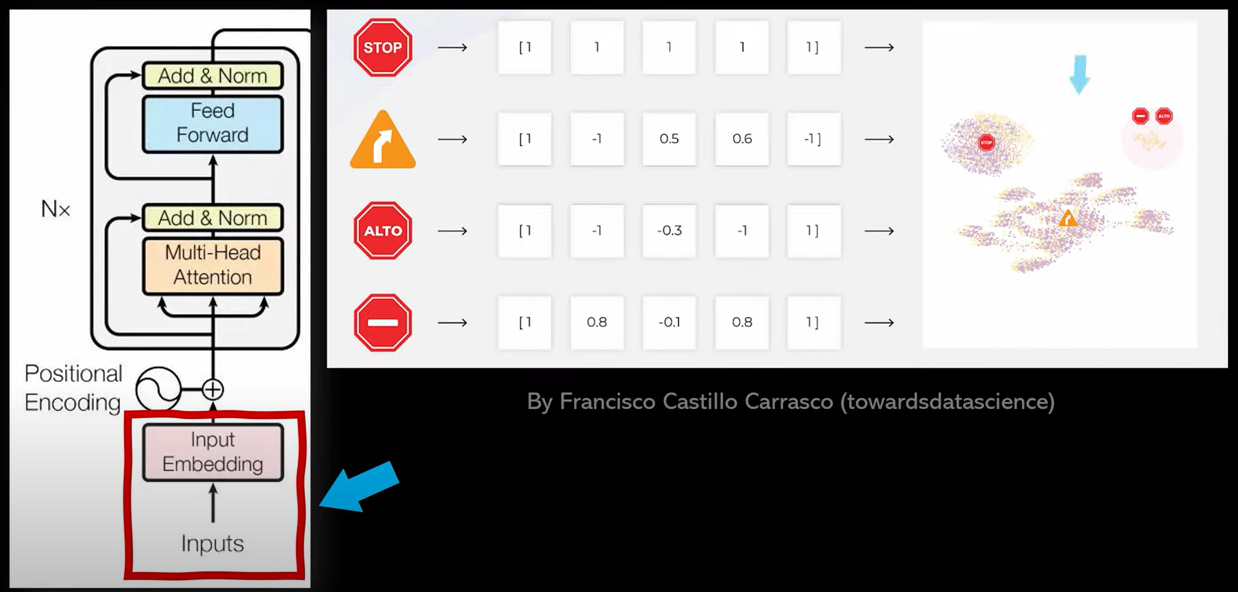 Add & Norm
Feed
Forward
Nx
Add & Norm
Multi-Head
Attention
Positional
Encoding
Input
Embedding
Inputs
STOP
[ 1
-1
1
1
1 ]
[ 1
-1
0.5
0.6
-1 ]
ALTO
[ 1
-1
-0.3
-1
1 ]
[ 1
0.8
-0.1
0.8
1 ]
STOP
ALTO
By Francisco Castillo Carrasco (towardsdatascience)